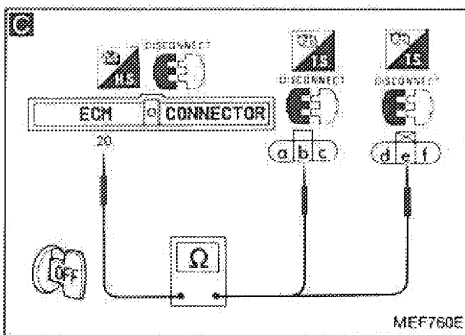 C
DISCONNECT
H.S.
T.S.
DISCONNECT
T.S.
DISCONNECT
ECM CONNECTOR
20
a b c
d e f
Ω
OFF
MEF760E